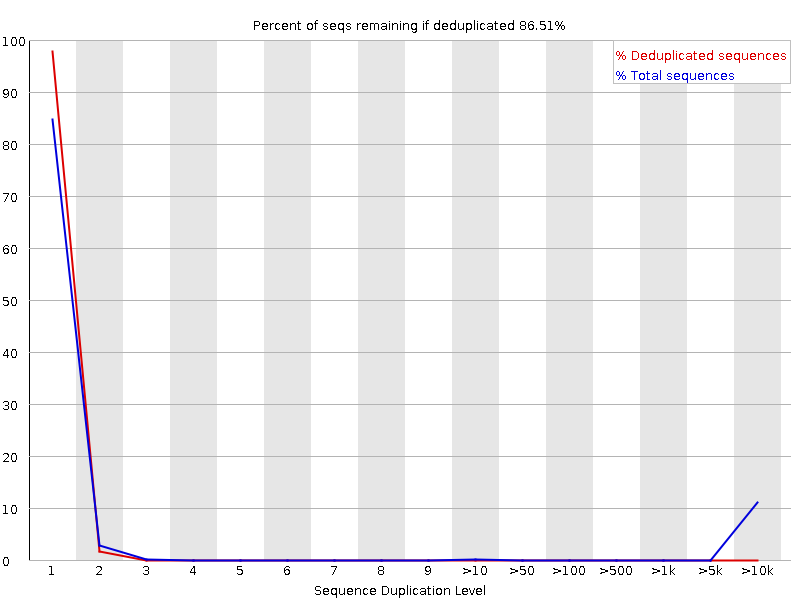 Percent of seqs remaining if deduplicated 86.51%
% Deduplicated sequences
% Total sequences
100
90
80
70
60
50
40
30
20
10
0
1 2 3 4 5 6 7 8 9 >10 >50 >100 >500 >1k >5k >10k
Sequence Duplication Level